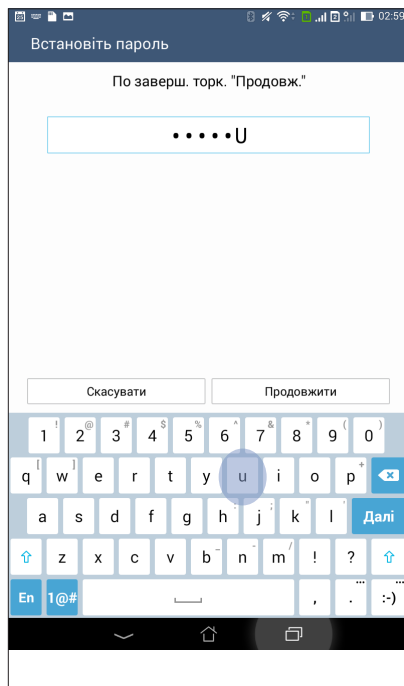 02:59
Встановіть пароль
По заверш. торк. "Продовж."
•••••U
Скасувати Продовжити
1 ! 2 @ 3 # 4 $ 5 % 6 ^ 7 & 8 * 9 ( 0 )
q [ w ] e r t y u i o p +
a s d f g h : j ; k " l ' Далі
z x c v b _ n - m / ! ?
En 1@# , . ... :-) ...